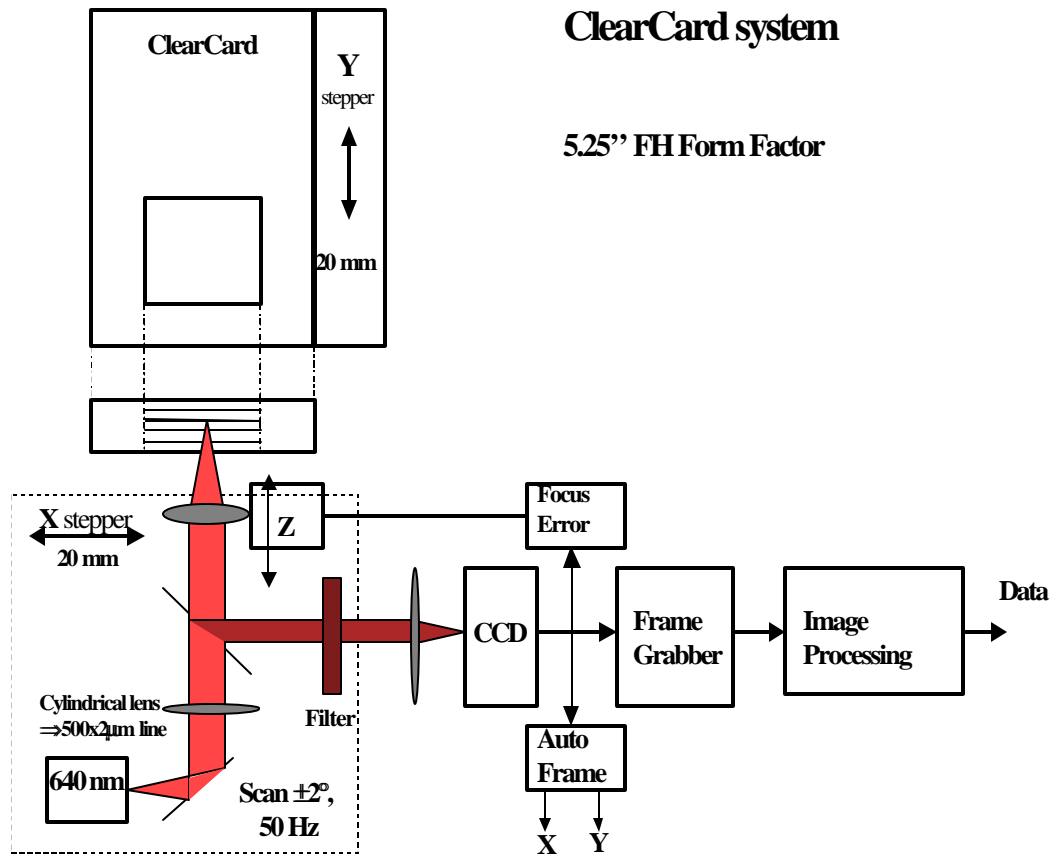 ClearCard system
5.25’’ FH Form Factor
ClearCard
Y
stepper
20 mm
X stepper
20 mm
Z
Focus
Error
CCD
Frame
Grabber
Image
Processing
Data
Filter
Cylindrical lens
⇒500x2μm line
640 nm
Scan ±2°,
50 Hz
Auto
Frame
X Y